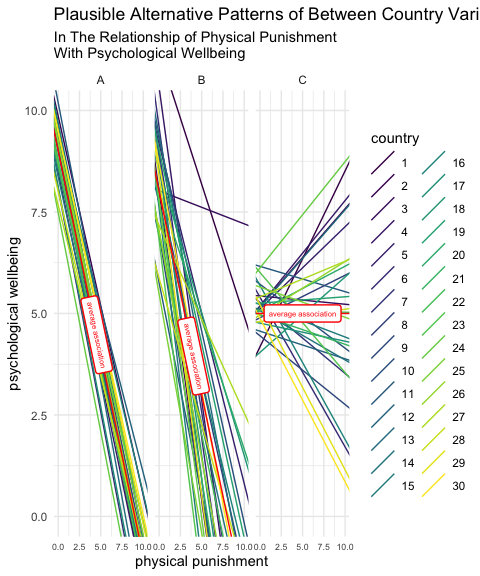 Plausible Alternative Patterns of Between Country Vari
In The Relationship of Physical Punishment
With Psychological Wellbeing
A B C
psychological wellbeing
10.0
7.5
5.0
2.5
0.0
average association
average association
average association
0.0 2.5 5.0 7.5 10.0 0.0 2.5 5.0 7.5 10.0 0.0 2.5 5.0 7.5 10.0
physical punishment
country
1 16
2 17
3 18
4 19
5 20
6 21
7 22
8 23
9 24
10 25
11 26
12 27
13 28
14 29
15 30